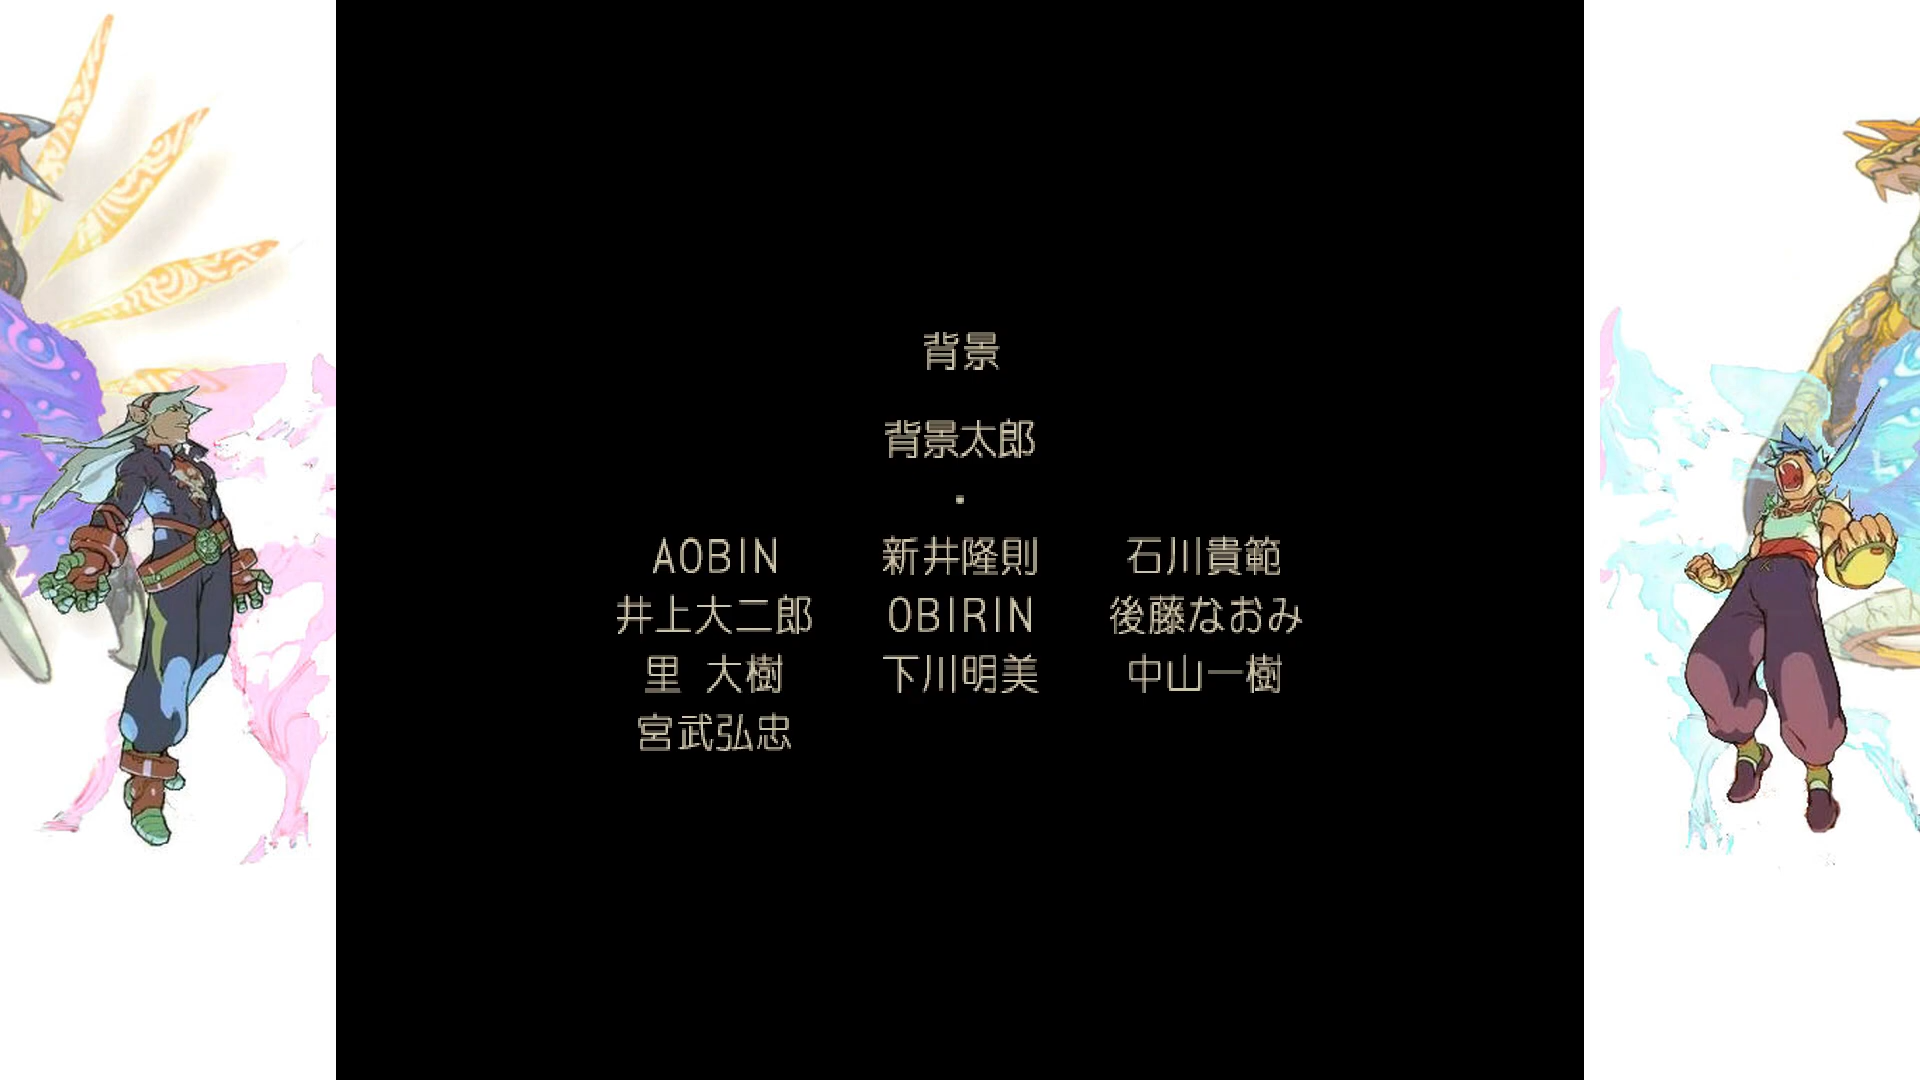 背景
背景太郎
・
AOBIN 新井隆則 石川貴範
井上大二郎 OBIRIN 後藤なおみ
里 大樹 下川明美 中山一樹
宮武弘忠